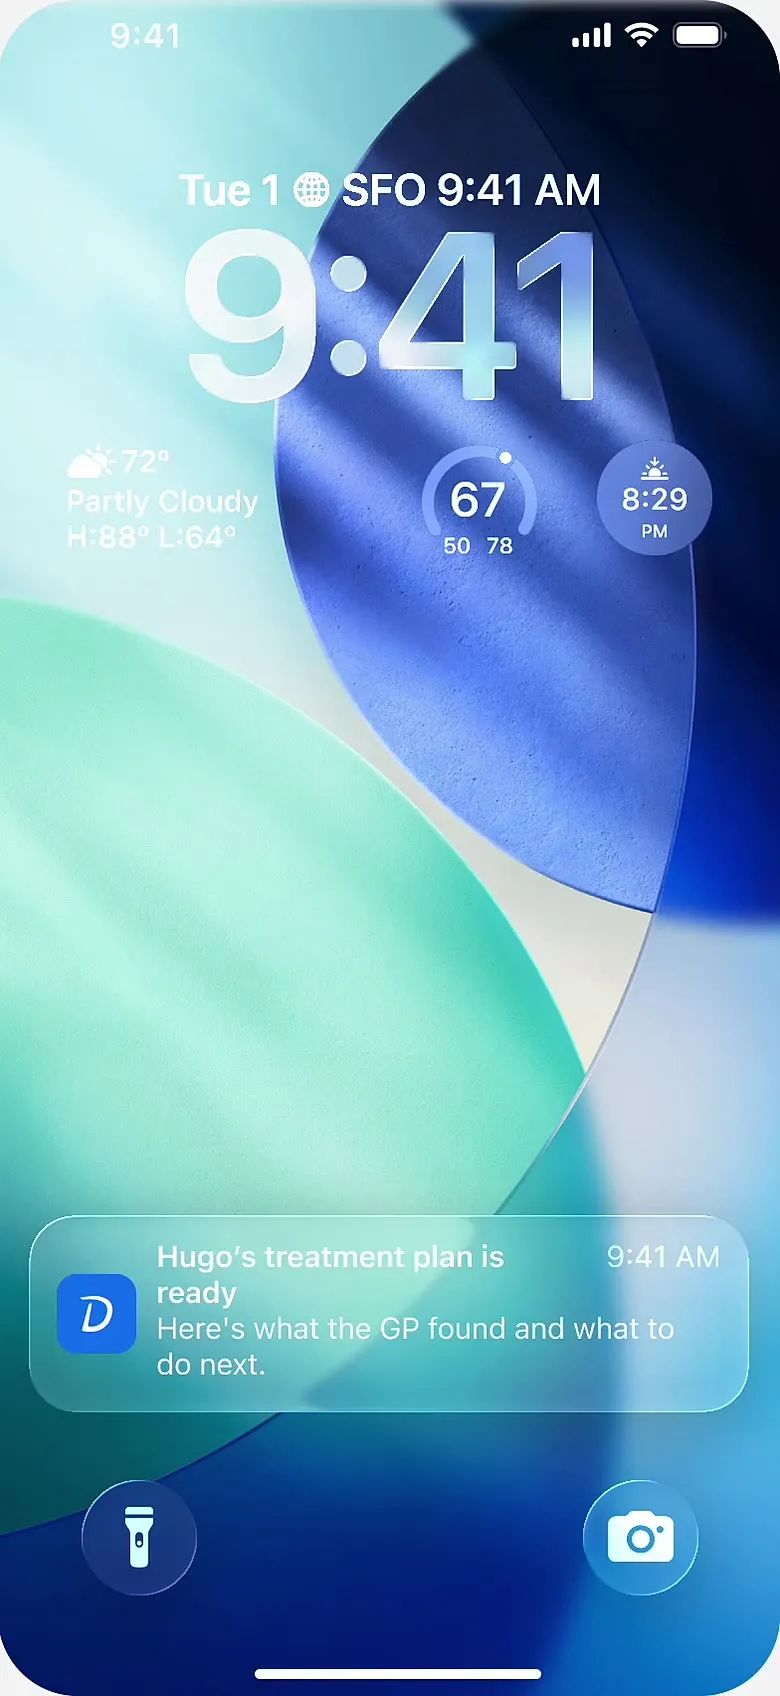 9:41
Tue 1 SFO 9:41 AM
9:41
72°
Partly Cloudy
H:88° L:64°
67
50 78
8:29
PM
Hugo’s treatment plan is
ready
9:41 AM
Here's what the GP found and what to
do next.
D